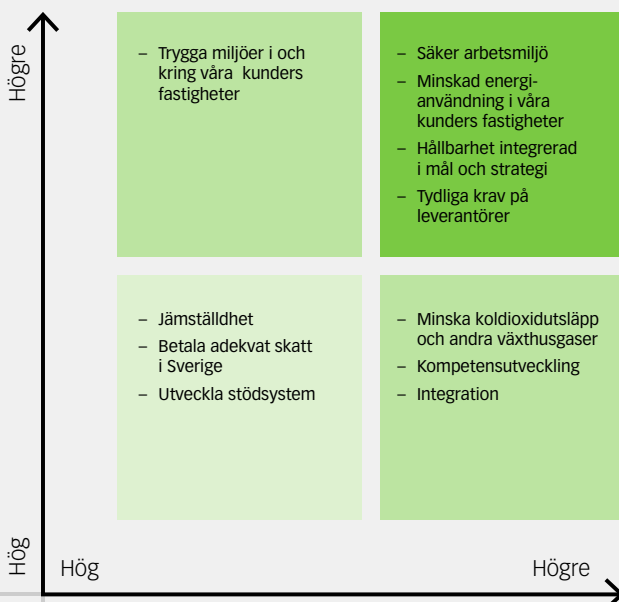 Högre
– Trygga miljöer i och
kring våra kunders
fastigheter
– Säker arbetsmiljö
– Minskad energi-
användning i våra
kunders fastigheter
– Hållbarhet integrerad
i mål och strategi
– Tydliga krav på
leverantörer
– Jämställdhet
– Betala adekvat skatt
i Sverige
– Utveckla stödsystem
– Minska koldioxidutsläpp
och andra växthusgaser
– Kompetensutveckling
– Integration
Hög
Hög
Högre